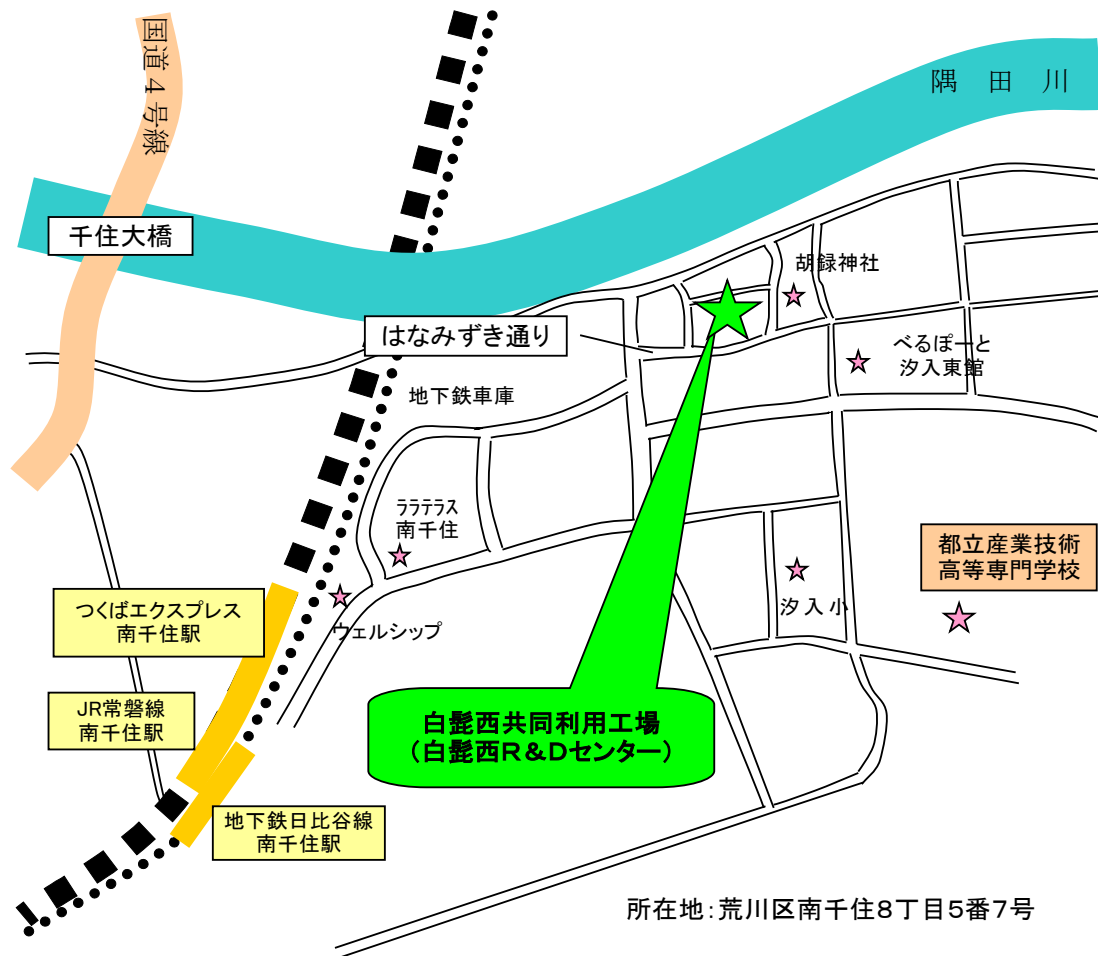 国道４号線
隅田川
千住大橋
胡録神社
はなみずき通り
べるぽーと
汐入東館
地下鉄車庫
ララテラス
南千住
都立産業技術
高等専門学校
つくばエクスプレス
南千住駅
汐入小
ウェルシップ
JR常磐線
南千住駅
白髭西共同利用工場
（白髭西R＆Dセンター）
地下鉄日比谷線
南千住駅
所在地：荒川区南千住８丁目５番７号